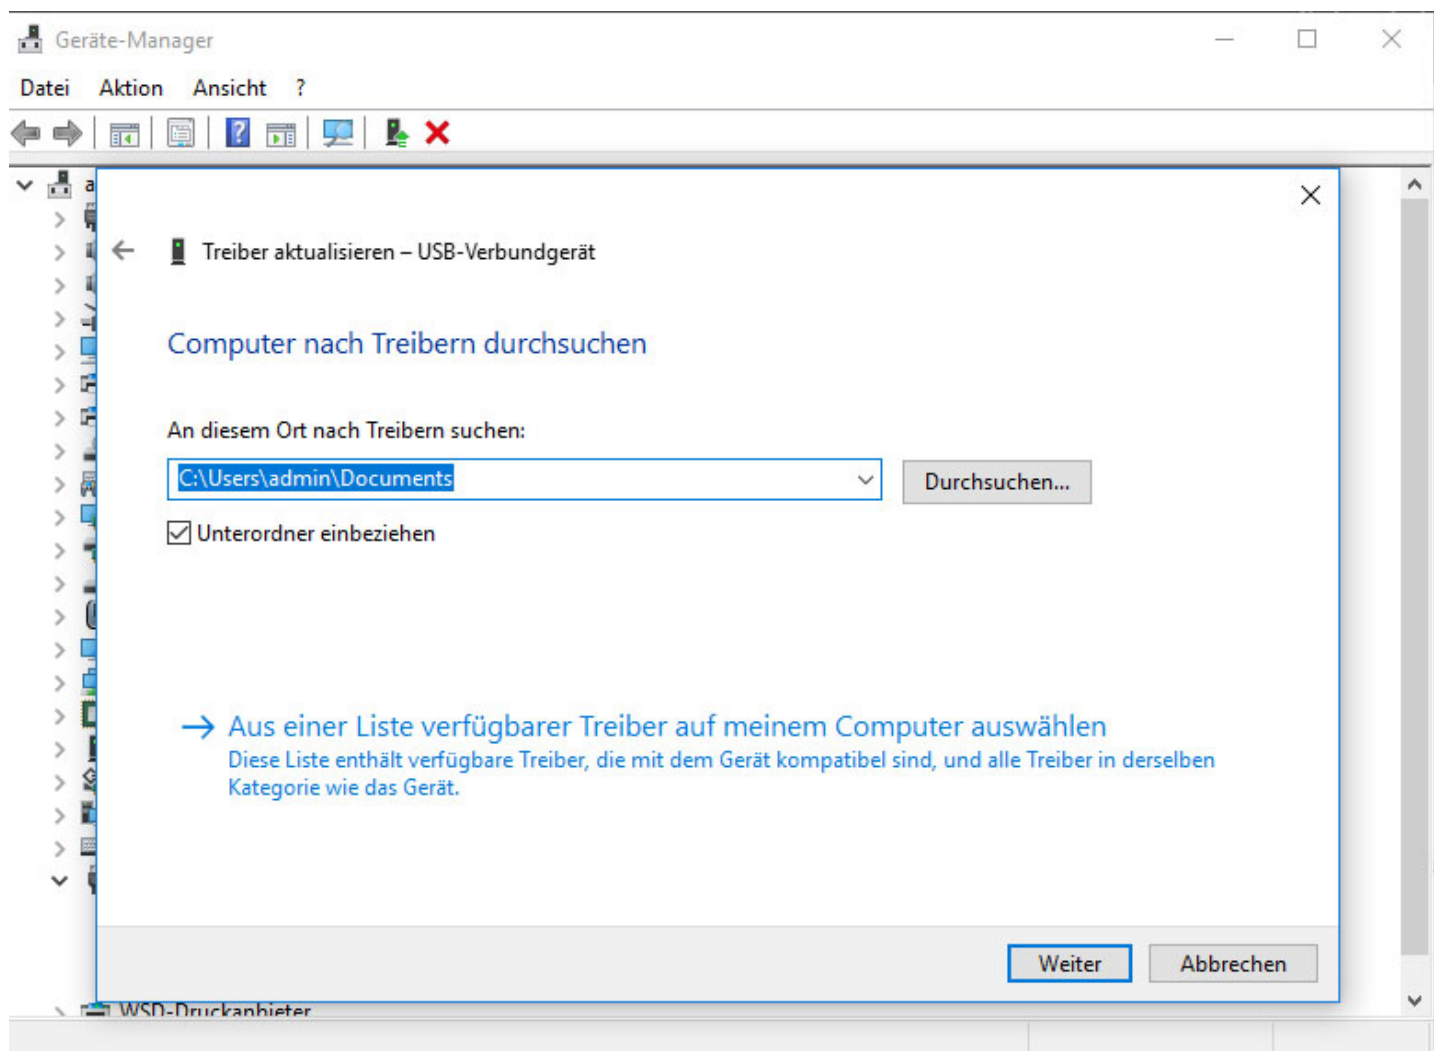 Geräte-Manager
Datei Aktion Ansicht ?
a
Treiber aktualisieren – USB-Verbundgerät
Computer nach Treibern durchsuchen
An diesem Ort nach Treibern suchen:
C:\Users\admin\Documents
Durchsuchen...
Unterordner einbeziehen
Aus einer Liste verfügbarer Treiber auf meinem Computer auswählen
Diese Liste enthält verfügbare Treiber, die mit dem Gerät kompatibel sind, und alle Treiber in derselben
Kategorie wie das Gerät.
Weiter Abbrechen
WSD-Druckanbieter